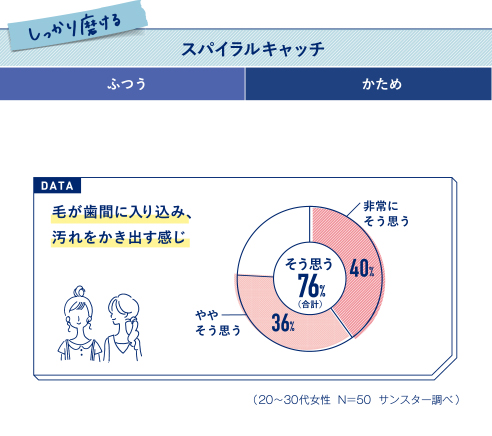 しっかり磨ける
スパイラルキャッチ
ふつう
かため
DATA
毛が歯間に入り込み、
汚れをかき出す感じ
非常に
そう思う
40%
そう思う
76%
（合計）
やや
そう思う
36%
（20〜30代女性 N=50 サンスター調べ）